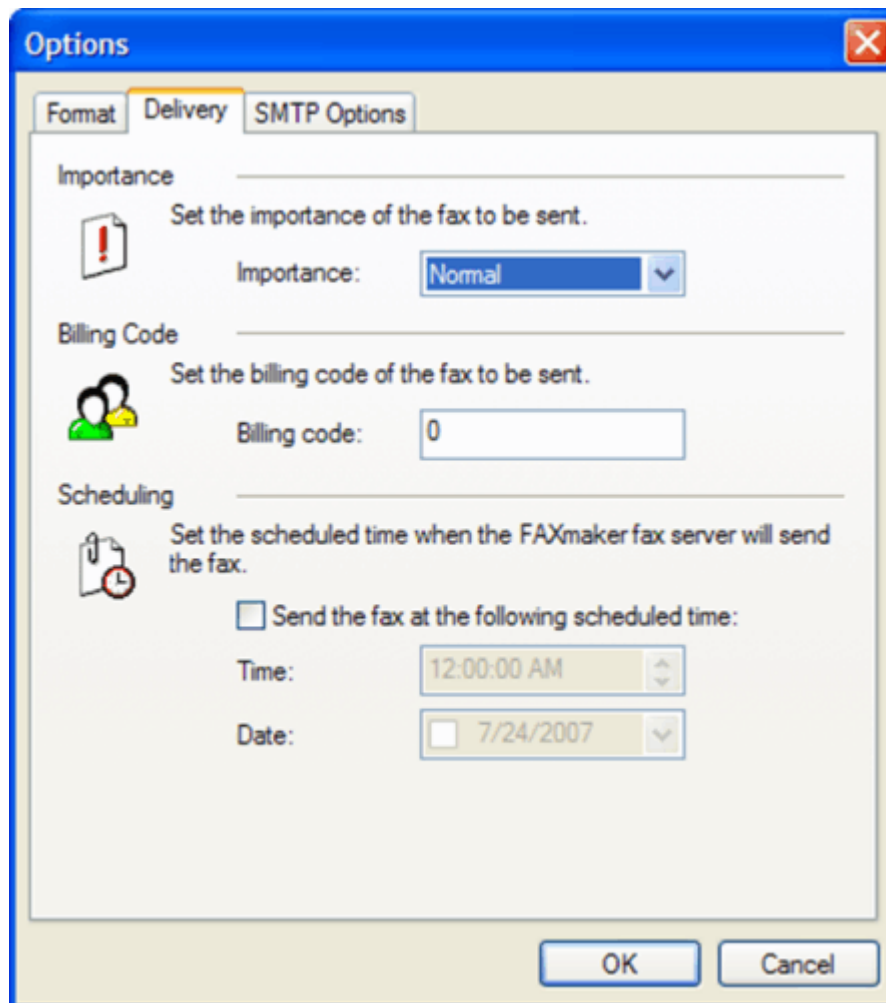 Options
Format Delivery SMTP Options
Importance
Set the importance of the fax to be sent.
Importance: Normal
Billing Code
Set the billing code of the fax to be sent.
Billing code: 0
Scheduling
Set the scheduled time when the FAXmaker fax server will send
the fax.
Send the fax at the following scheduled time:
Time: 12:00:00 AM
Date: 7/24/2007
OK Cancel